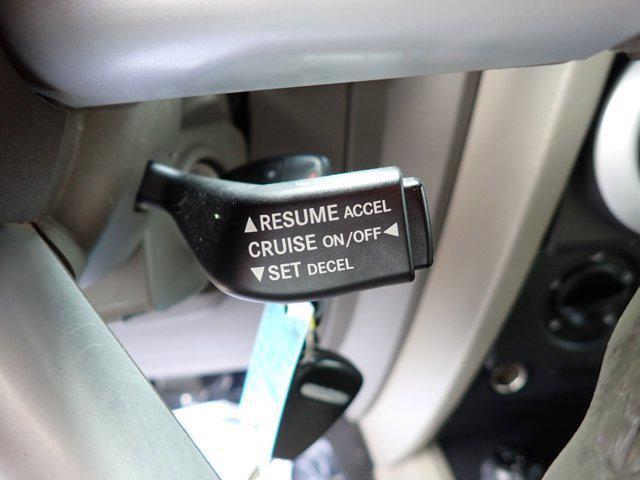 ▲RESUME ACCEL
CRUISE ON/OFF◀
▼SET DECEL